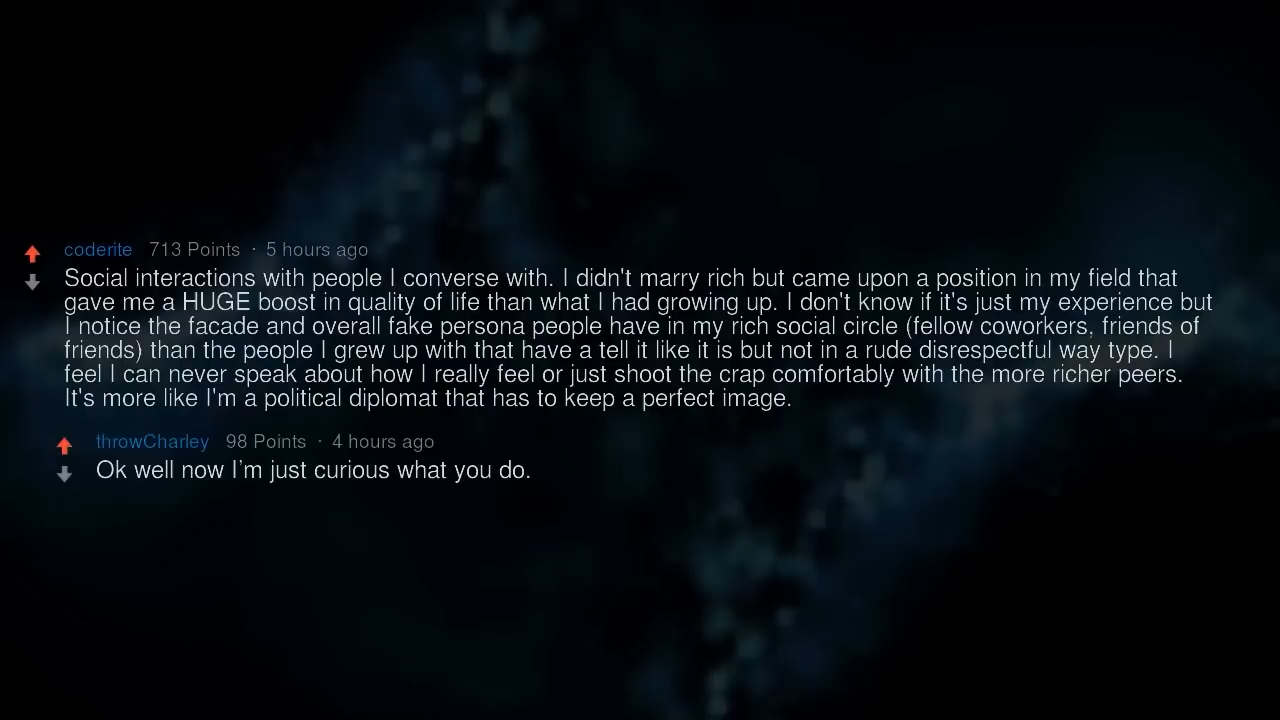 coderite 713 Points · 5 hours ago
Social interactions with people I converse with. I didn't marry rich but came upon a position in my field that
gave me a HUGE boost in quality of life than what I had growing up. I don't know if it's just my experience but
I notice the facade and overall fake persona people have in my rich social circle (fellow coworkers, friends of
friends) than the people I grew up with that have a tell it like it is but not in a rude disrespectful way type. I
feel I can never speak about how I really feel or just shoot the crap comfortably with the more richer peers.
It's more like I'm a political diplomat that has to keep a perfect image.
throwCharley 98 Points · 4 hours ago
Ok well now I’m just curious what you do.